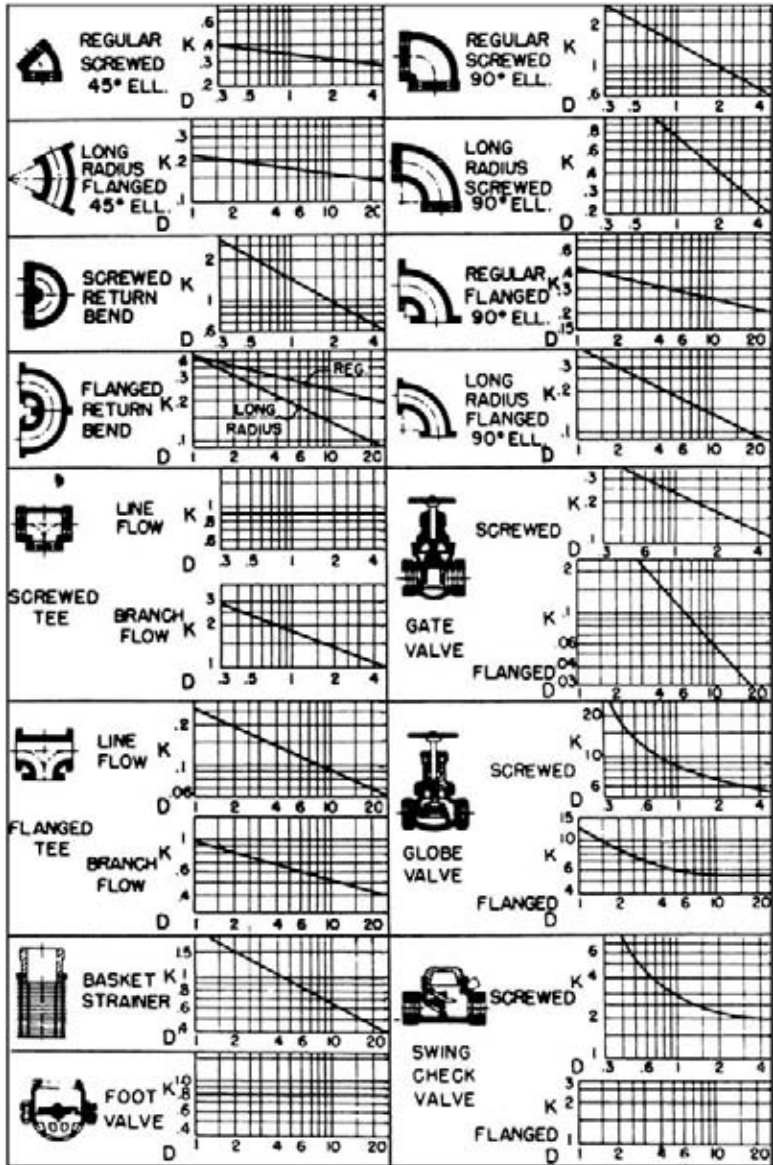 REGULAR
SCREWED
45° ELL.
K
.6
.4
.3
.2
D .3 .5 1 2 4
REGULAR
SCREWED
90° ELL.
K
2
1
.6
D .3 .5 1 2 4
LONG
RADIUS
FLANGED
45° ELL.
K
.3
.2
.1
D 1 2 4 6 10 20
LONG
RADIUS
SCREWED
90° ELL.
K
.8
.6
.4
.3
.2
D .3 .5 1 2 4
SCREWED
RETURN
BEND
K
2
1
.6
D .3 .5 1 2 4
REGULAR
FLANGED
90° ELL.
K
.6
.4
.3
.2
.15
D 1 2 4 6 10 20
FLANGED
RETURN
BEND
K
.4
.3
.2
.1
REG.
LONG
RADIUS
D 1 2 4 6 10 20
LONG
RADIUS
FLANGED
90° ELL.
K
.3
.2
.1
D 1 2 4 6 10 20
SCREWED
TEE
LINE
FLOW
K
1
.8
.6
D .3 .5 1 2 4
BRANCH
FLOW
K
3
2
1
D .3 .5 1 2 4
GATE
VALVE
SCREWED
K
.3
.2
.1
D .3 .6 1 2 4
FLANGED
K
.2
.1
.06
.04
.03
D 1 2 4 6 10 20
FLANGED
TEE
LINE
FLOW
K
.2
.1
.06
D 1 2 4 6 10 20
BRANCH
FLOW
K
1
.6
.4
D 1 2 4 6 10 20
GLOBE
VALVE
SCREWED
K
20
10
6
D .3 .6 1 2 4
FLANGED
K
15
10
6
4
D 1 2 4 6 10 20
BASKET
STRAINER
K
1.5
1
.8
.6
.4
D 1 2 4 6 10 20
SWING
CHECK
VALVE
SCREWED
K
6
4
2
1
D .3 .6 1 2 4
FLANGED
K
3
2
1
D 1 2 4 6 10 20
FOOT
VALVE
K
1.0
.8
.6
.4
D 1 2 4 6 10 20